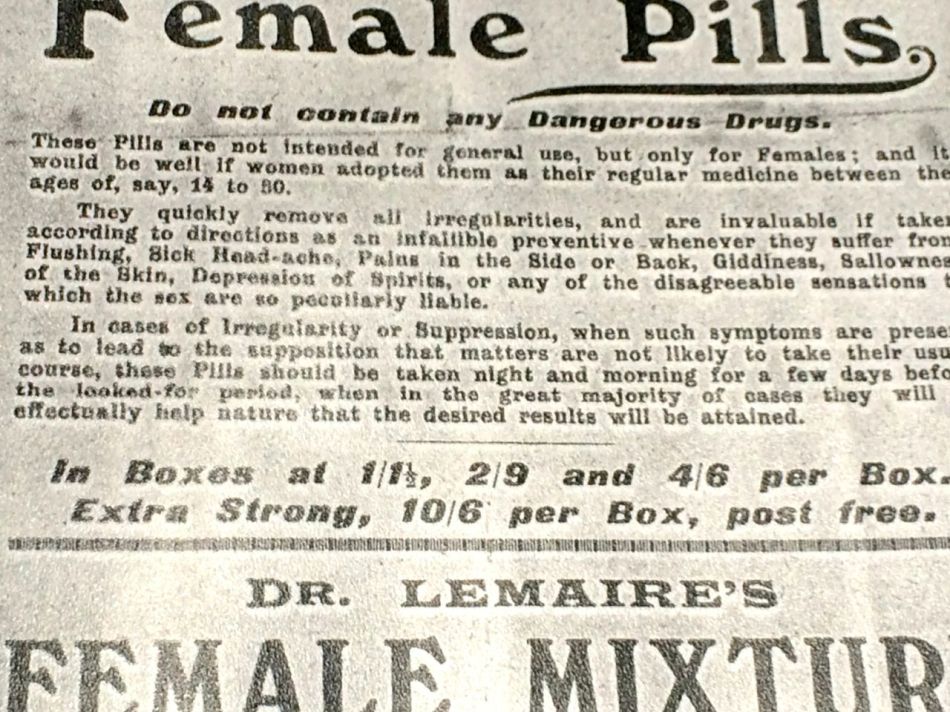 Female Pills.
Do not contain any Dangerous Drugs.
These Pills are not intended for general use, but only for Females; and it
would be well if women adopted them as their regular medicine between the
ages of, say, 14 to 80.
They quickly remove all irregularities, and are invaluable if take
according to directions as an infallible preventive whenever they suffer fro
Flushing, Sick Head-ache, Pains in the Side or Back, Giddiness, Sallownes
of the Skin, Depression of Spirits, or any of the disagreeable sensations t
which the sex are so peculiarly liable.
In cases of Irregularity or Suppression, when such symptoms are prese
as to lead to the supposition that matters are not likely to take their usu
course, these Pills should be taken night and morning for a few days befo
the looked-for period, when in the great majority of cases they will
effectually help nature that the desired results will be attained.
In Boxes at 1/1½, 2/9 and 4/6 per Box.
Extra Strong, 10/6 per Box, post free.
DR. LEMAIRE'S
FEMALE MIXTUR